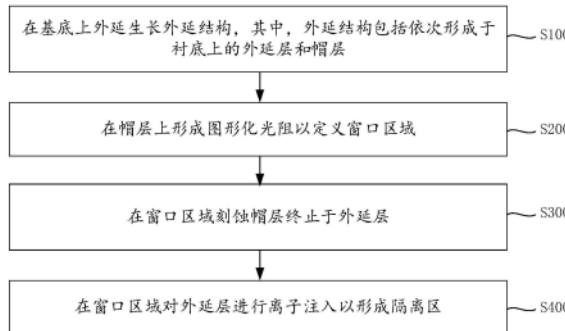 在基底上外延生长外延结构，其中，外延结构包括依次形成于
衬底上的外延层和帽层
S100
在帽层上形成图形化光阻以定义窗口区域
S200
在窗口区域刻蚀帽层终止于外延层
S300
在窗口区域对外延层进行离子注入以形成隔离区
S400